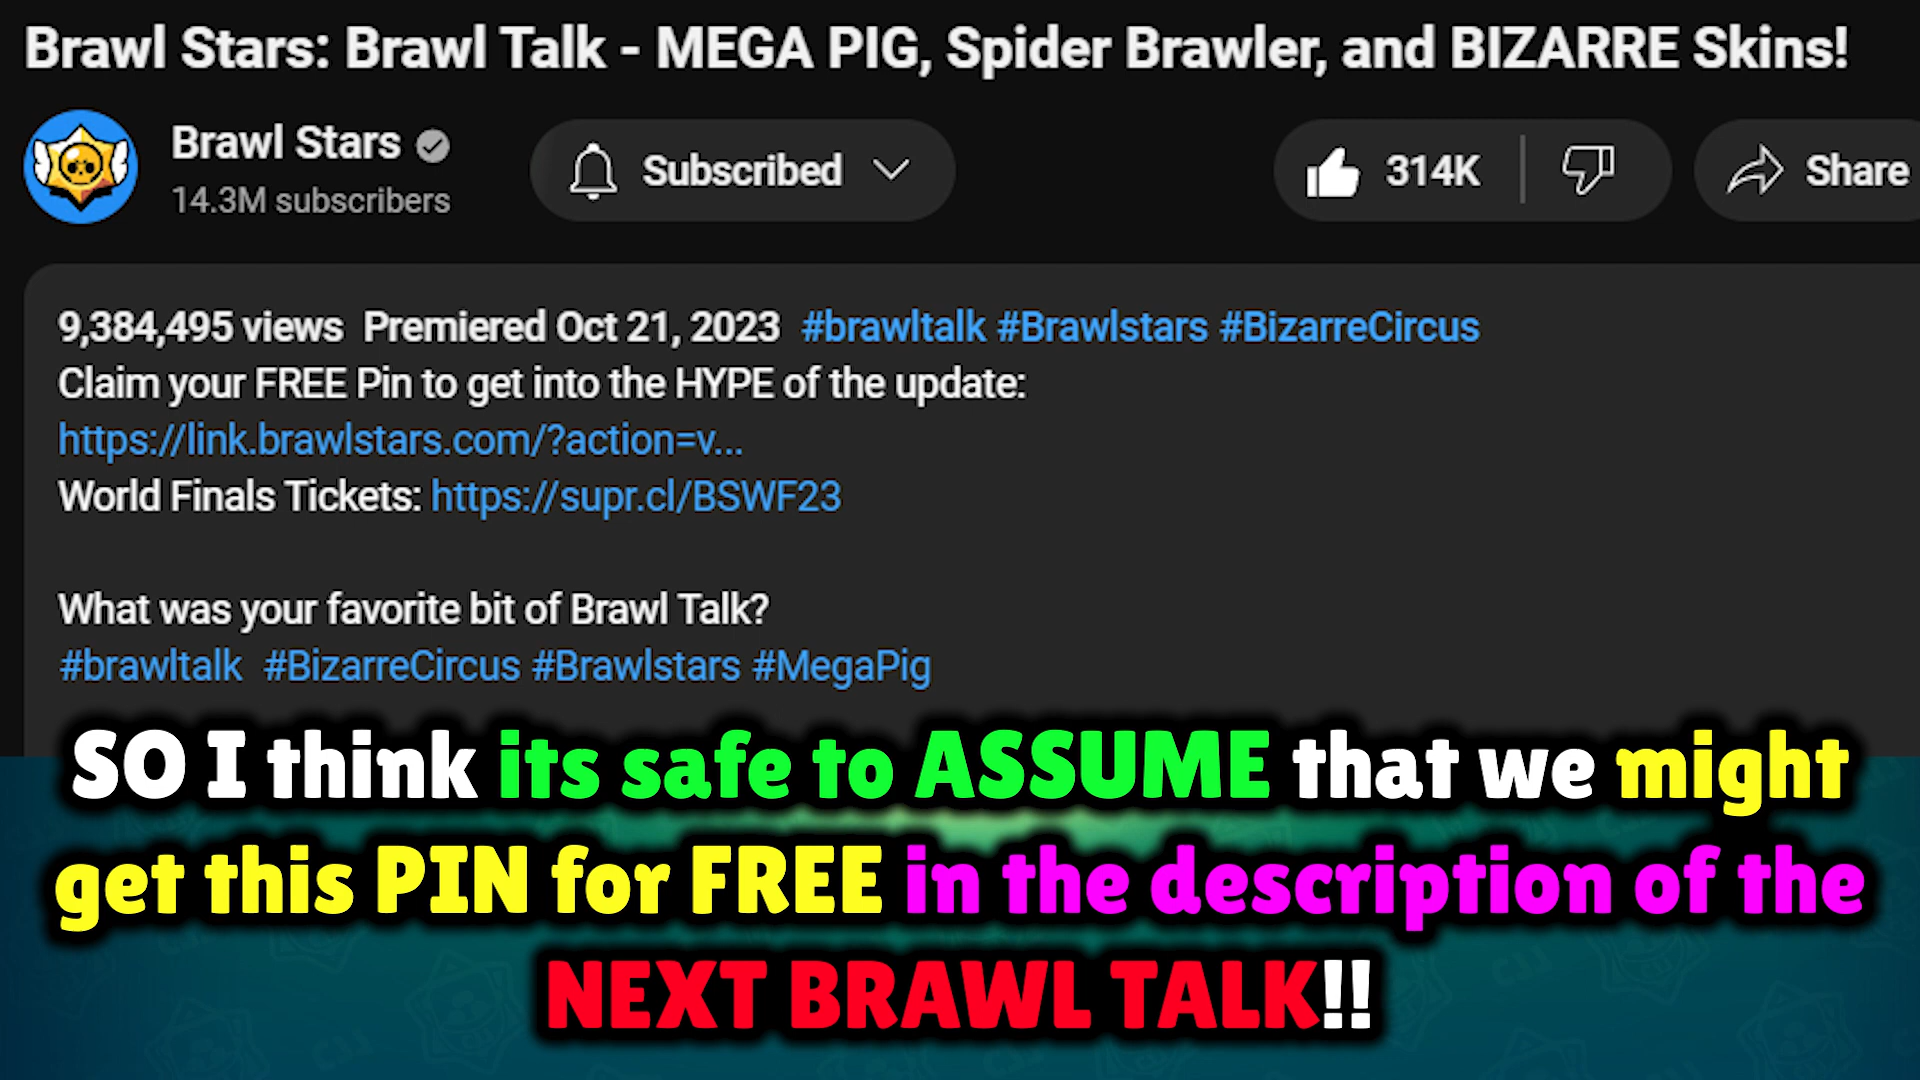 Brawl Stars: Brawl Talk - MEGA PIG, Spider Brawler, and BIZARRE Skins!
Brawl Stars
14.3M subscribers
Subscribed
314K
Share
9,384,495 views Premiered Oct 21, 2023 #brawltalk #Brawlstars #BizarreCircus
Claim your FREE Pin to get into the HYPE of the update:
https://link.brawlstars.com/?action=v...
World Finals Tickets: https://supr.cl/BSWF23
What was your favorite bit of Brawl Talk?
#brawltalk #BizarreCircus #Brawlstars #MegaPig
SO I think its safe to ASSUME that we might
get this PIN for FREE in the description of the
NEXT BRAWL TALK!!